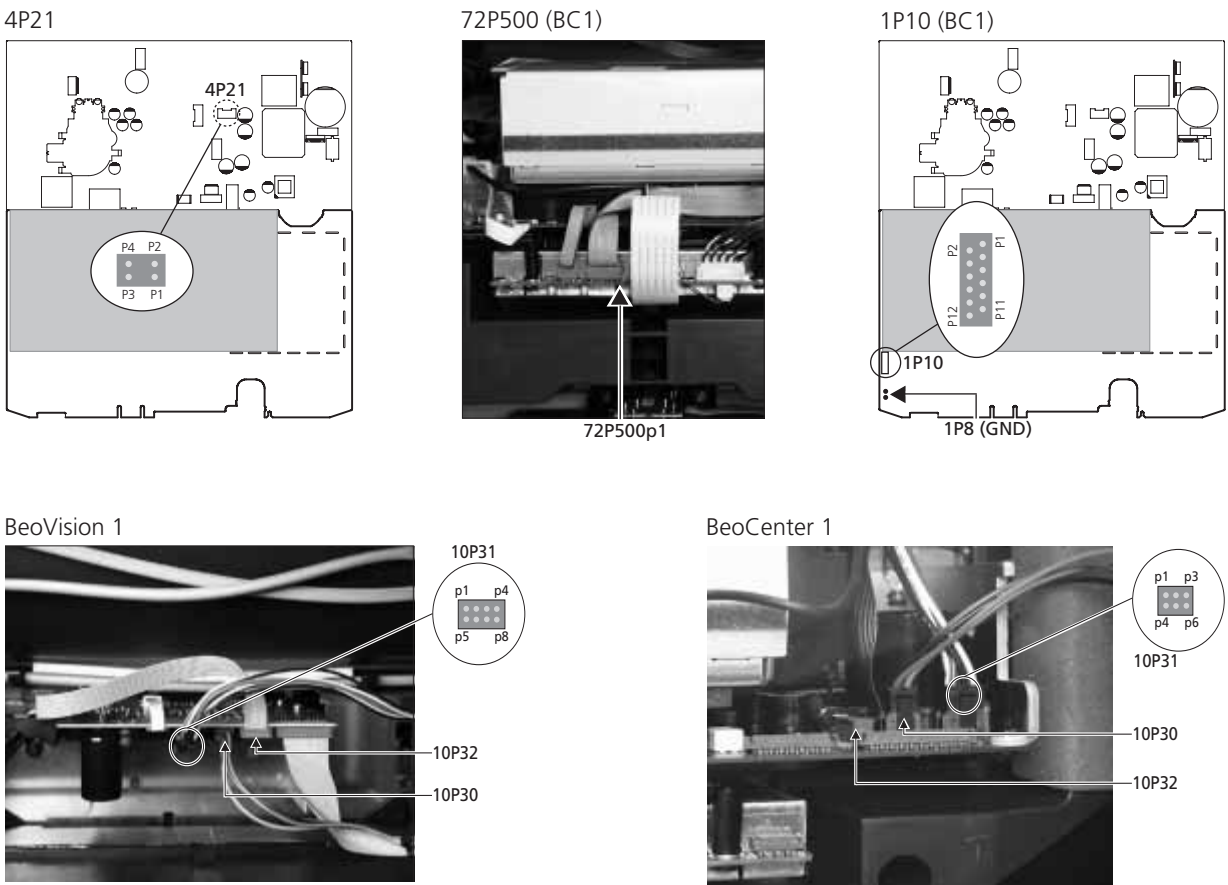 4P21
72P500 (BC1)
1P10 (BC1)
4P21
P4 P2
P3 P1
72P500p1
P2
P1
P12
P11
1P10
1P8 (GND)
BeoVision 1
10P31
p1 p4
p5 p8
10P32
10P30
BeoCenter 1
p1 p3
p4 p6
10P31
10P30
10P32